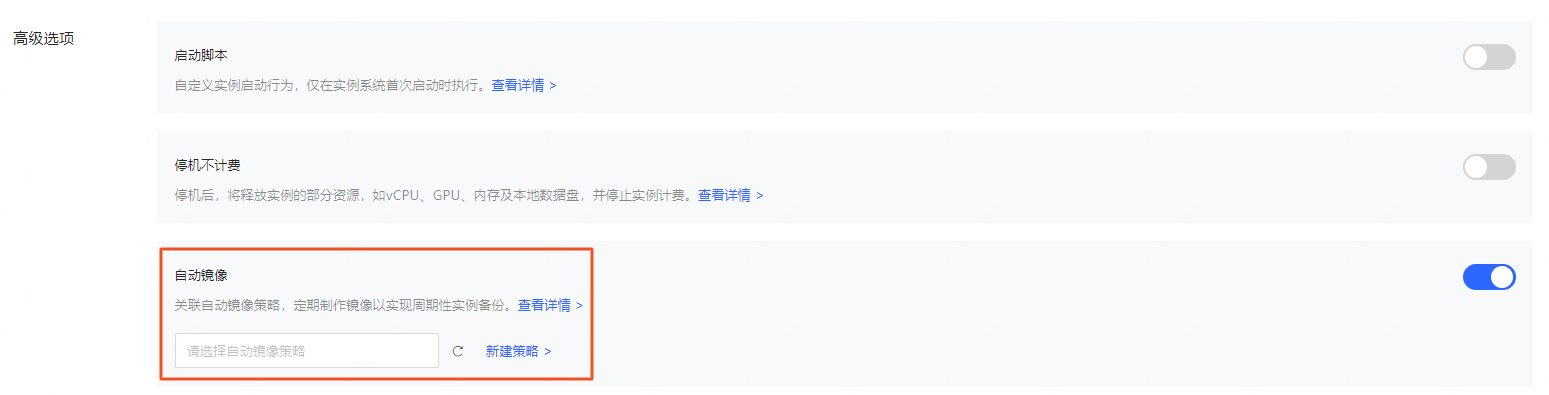 高级选项
启动脚本
自定义实例启动行为，仅在实例系统首次启动时执行。查看详情 >
停机不计费
停机后，将释放实例的部分资源，如vCPU、GPU、内存及本地数据盘，并停止实例计费。查看详情 >
自动镜像
关联自动镜像策略，定期制作镜像以实现周期性实例备份。查看详情 >
请选择自动镜像策略 新建策略 >